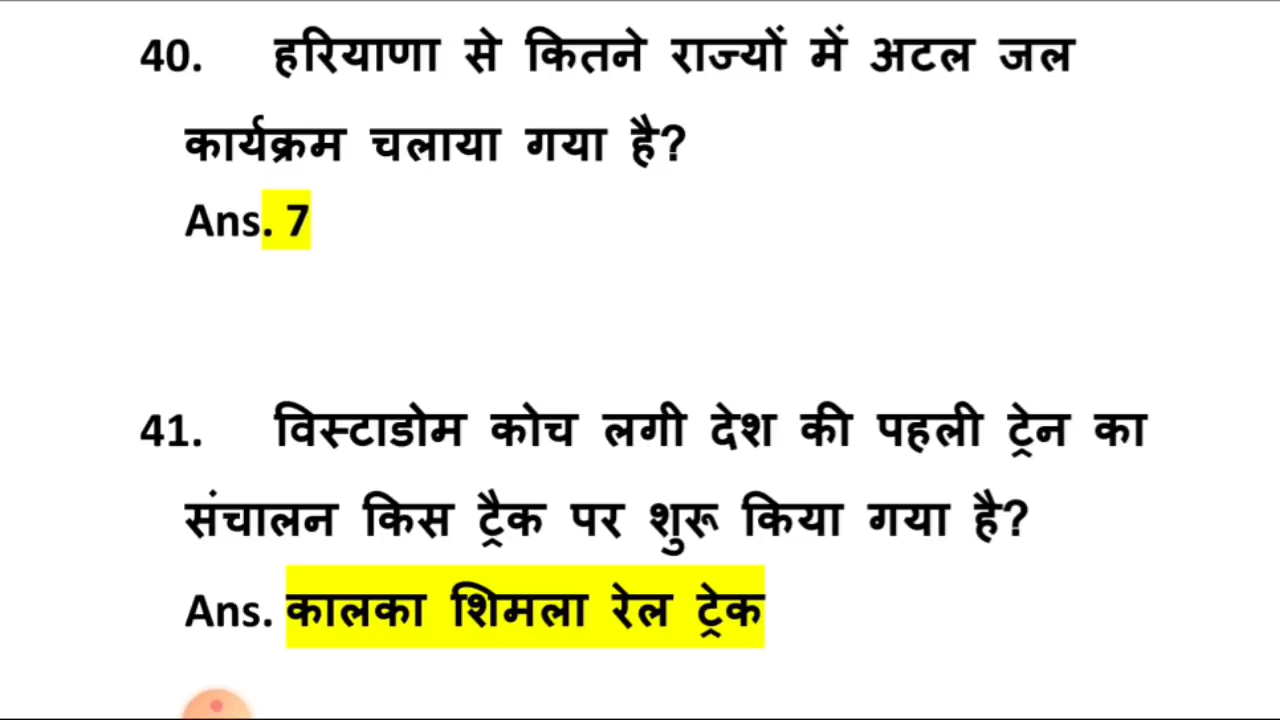 40. हरियाणा से कितने राज्यों में अटल जल
कार्यक्रम चलाया गया है?
Ans. 7
41. विस्टाडोम कोच लगी देश की पहली ट्रेन का
संचालन किस ट्रैक पर शुरू किया गया है?
Ans. कालका शिमला रेल ट्रेक